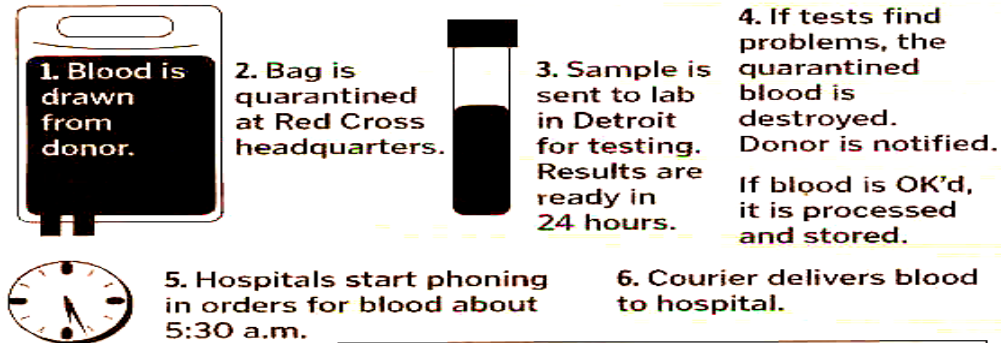 1. Blood is
drawn
from
donor.
2. Bag is
quarantined
at Red Cross
headquarters.
3. Sample is
sent to lab
in Detroit
for testing.
Results are
ready in
24 hours.
4. If tests find
problems, the
quarantined
blood is
destroyed.
Donor is notified.
If blood is OK'd,
it is processed
and stored.
5. Hospitals start phoning
in orders for blood about
5:30 a.m.
6. Courier delivers blood
to hospital.